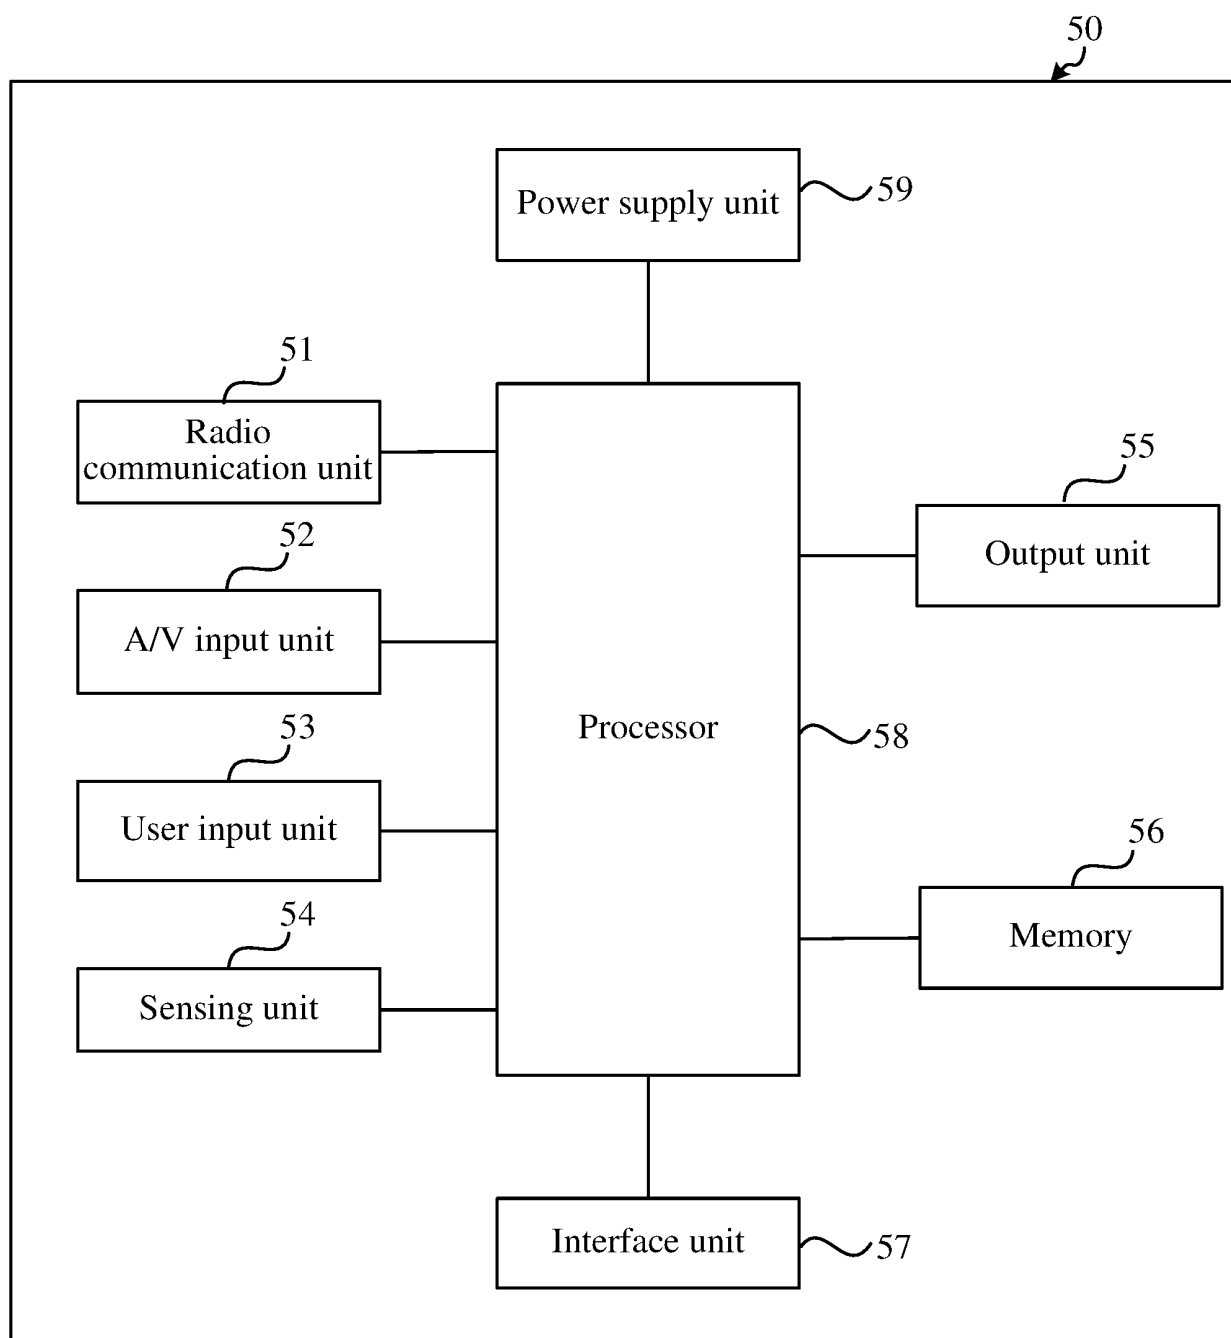 50
Power supply unit
59
51
Radio
communication unit
52
A/V input unit
53
User input unit
54
Sensing unit
Processor
58
55
Output unit
56
Memory
Interface unit
57